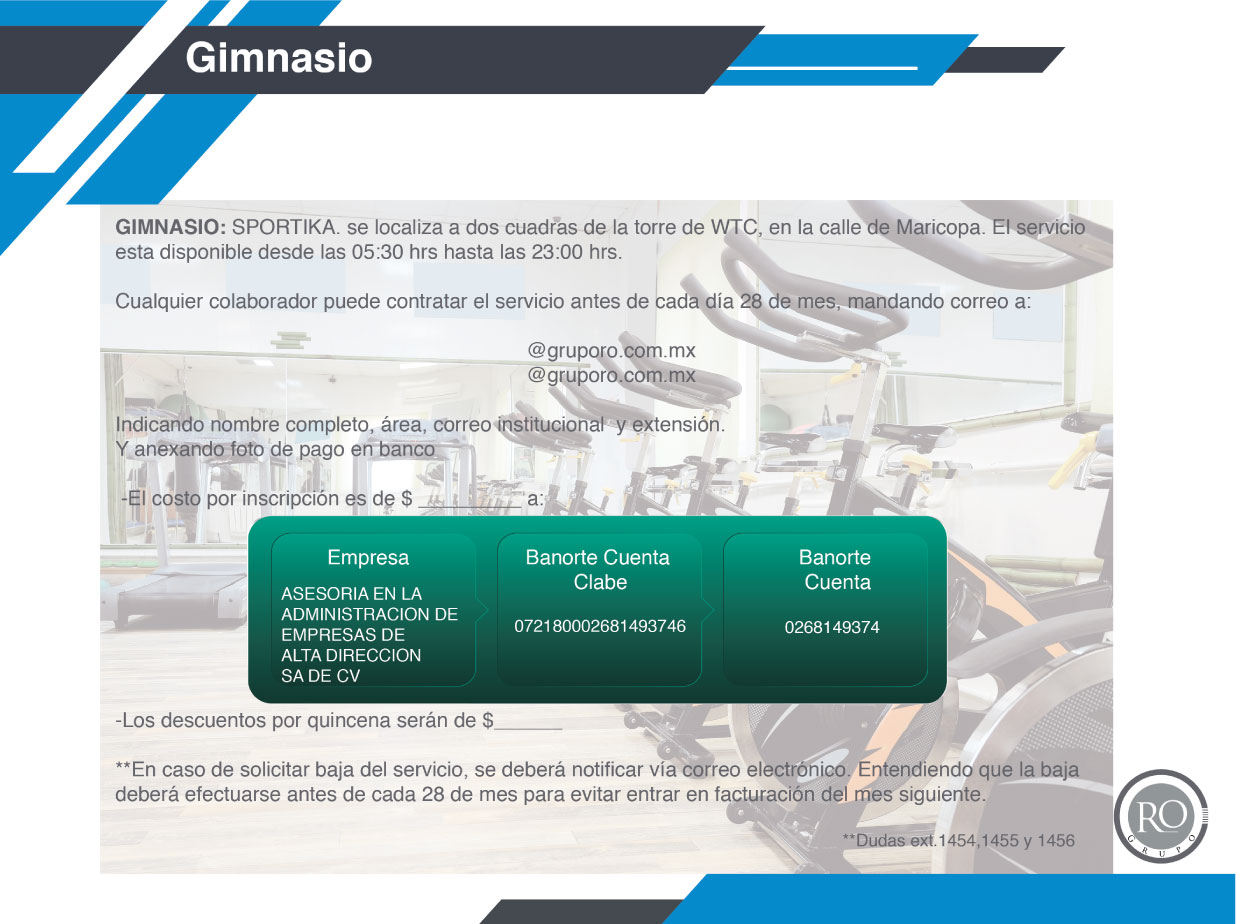 Gimnasio
GIMNASIO: SPORTIKA. se localiza a dos cuadras de la torre de WTC, en la calle de Maricopa. El servicio
esta disponible desde las 05:30 hrs hasta las 23:00 hrs.
Cualquier colaborador puede contratar el servicio antes de cada día 28 de mes, mandando correo a:
@gruporo.com.mx
@gruporo.com.mx
Indicando nombre completo, área, correo institucional y extensión.
Y anexando foto de pago en banco
-El costo por inscripción es de $ _________ a:
Empresa
ASESORIA EN LA
ADMINISTRACION DE
EMPRESAS DE
ALTA DIRECCION
SA DE CV
Banorte Cuenta
Clabe
072180002681493746
Banorte
Cuenta
0268149374
-Los descuentos por quincena serán de $______
**En caso de solicitar baja del servicio, se deberá notificar vía correo electrónico. Entendiendo que la baja
deberá efectuarse antes de cada 28 de mes para evitar entrar en facturación del mes siguiente.
**Dudas ext.1454,1455 y 1456
RO
GRUPO